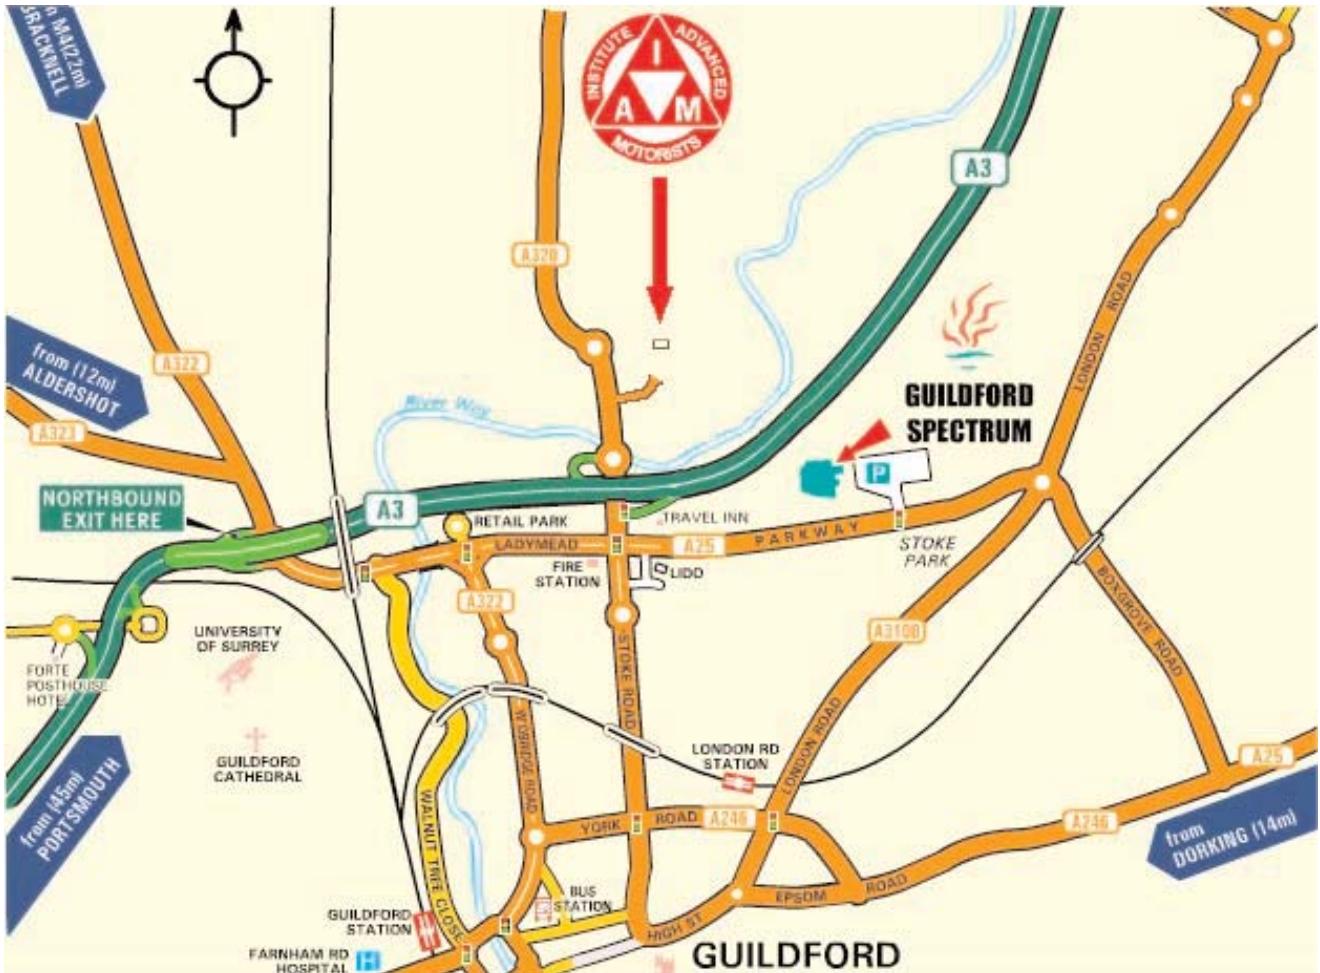 from M4(22m)
BRACKNELL
INSTITUTE
ADVANCED
I
A M
MOTORISTS
A3
A320
LONDON ROAD
A322
from (12m)
ALDERSHOT
A323
River Way
GUILDFORD
SPECTRUM
P
NORTHBOUND
EXIT HERE
A3
RETAIL PARK
TRAVEL INN
LADYMEAD
A25
PARKWAY
STOKE
PARK
FIRE
STATION
LIDD
BOXGROVE ROAD
A322
A3100
UNIVERSITY
OF SURREY
FORTE
POSTHOUSE
HOTEL
STOKE ROAD
WOODBRIDGE ROAD
GUILDFORD
CATHEDRAL
LONDON RD
STATION
LONDON ROAD
A25
from (45m)
PORTSMOUTH
WALNUT TREE CLOSE
YORK ROAD
A246
A246
from
DORKING (14m)
BUS
STATION
EPSOM ROAD
GUILDFORD
STATION
HIGH ST
FARNHAM RD
HOSPITAL
H
GUILDFORD